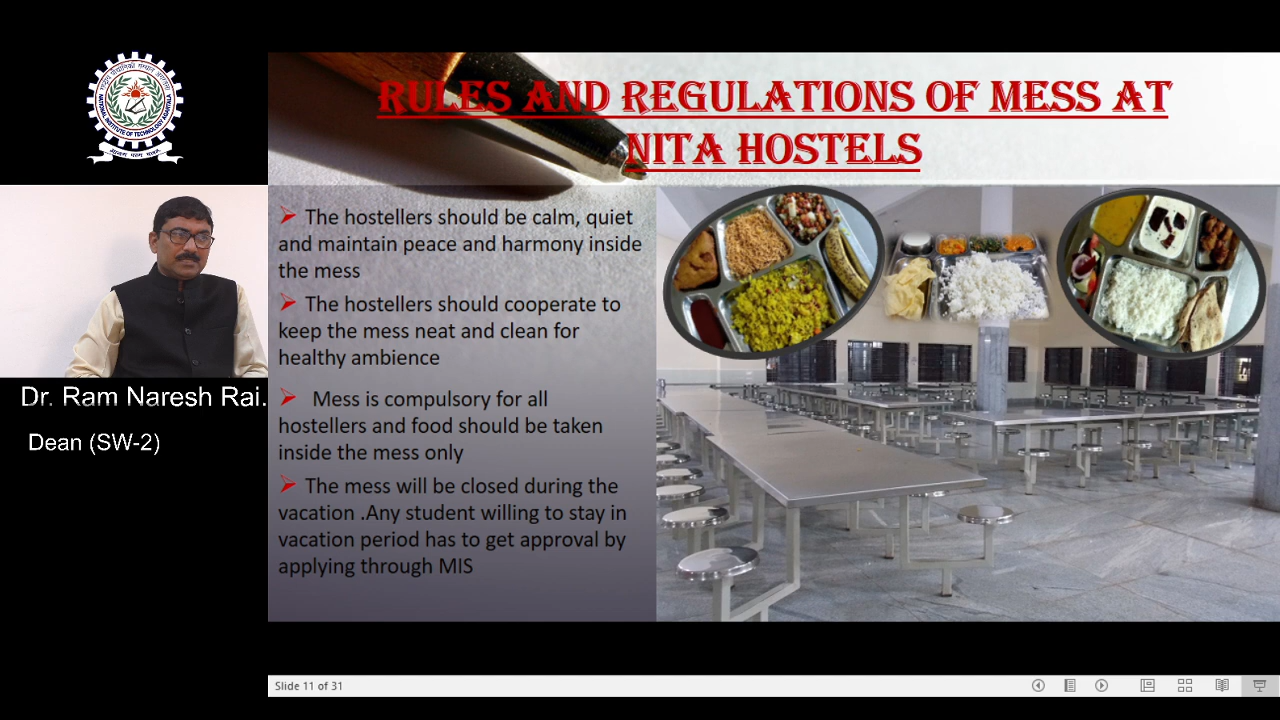 RULES AND REGULATIONS OF MESS AT
NITA HOSTELS
The hostellers should be calm, quiet
and maintain peace and harmony inside
the mess
The hostellers should cooperate to
keep the mess neat and clean for
healthy ambience
Mess is compulsory for all
hostellers and food should be taken
inside the mess only
The mess will be closed during the
vacation .Any student willing to stay in
vacation period has to get approval by
applying through MIS
Dr. Ram Naresh Rai.
Dean (SW-2)
Slide 11 of 31